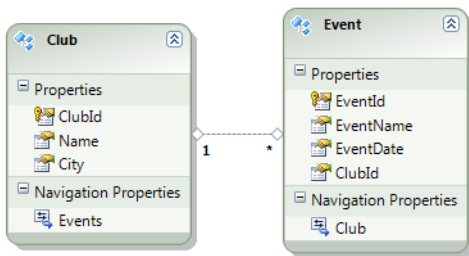 Club
Properties
ClubId
Name
City
Navigation Properties
Events
1
*
Event
Properties
EventId
EventName
EventDate
ClubId
Navigation Properties
Club